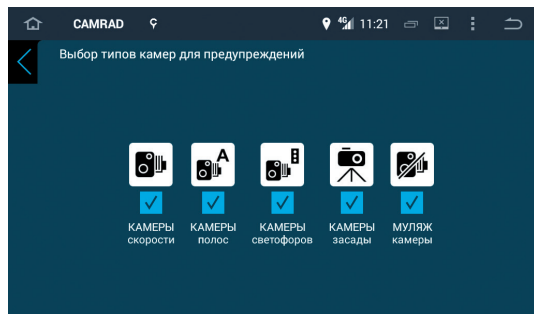 CAMRAD 4G 11:21
Выбор типов камер для предупреждений
A
КАМЕРЫ КАМЕРЫ КАМЕРЫ КАМЕРЫ МУЛЯЖ
скорости полос светофоров засады камеры